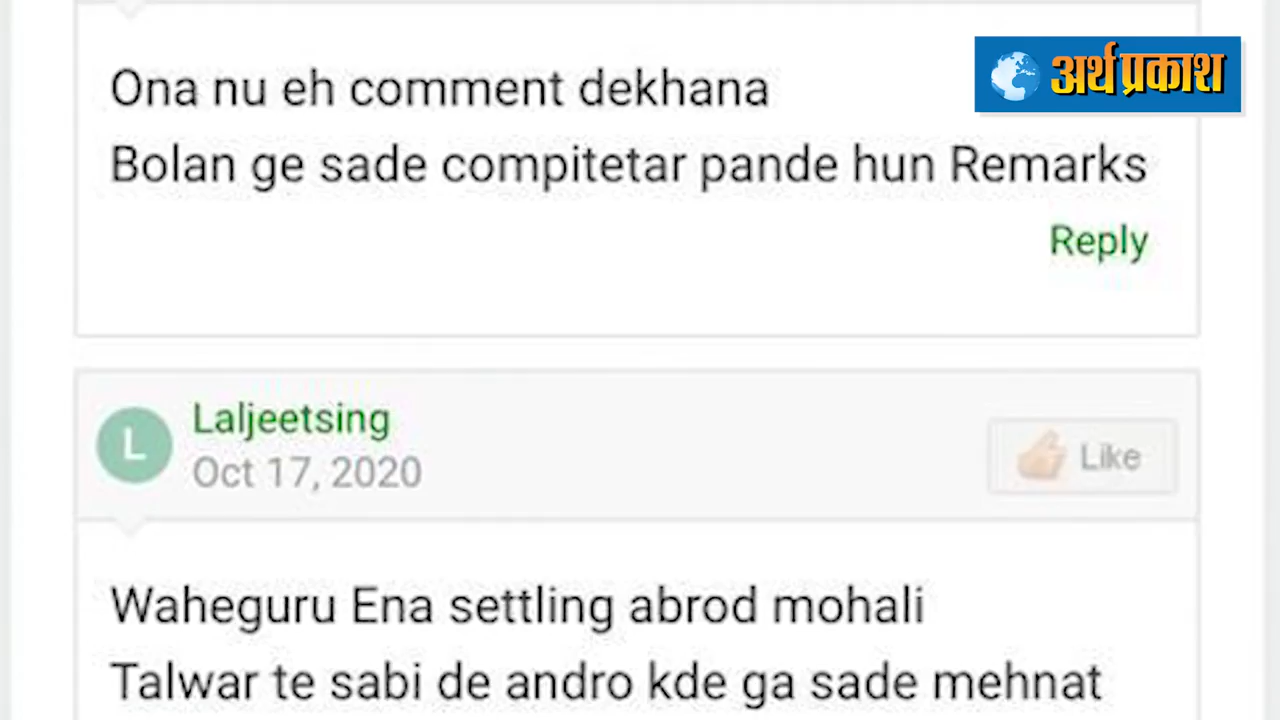 अर्थ प्रकाश
Ona nu eh comment dekhana
Bolan ge sade compitetar pande hun Remarks
Reply
L
Laljeetsing
Oct 17, 2020
Like
Waheguru Ena settling abrod mohali
Talwar te sabi de andro kde ga sade mehnat